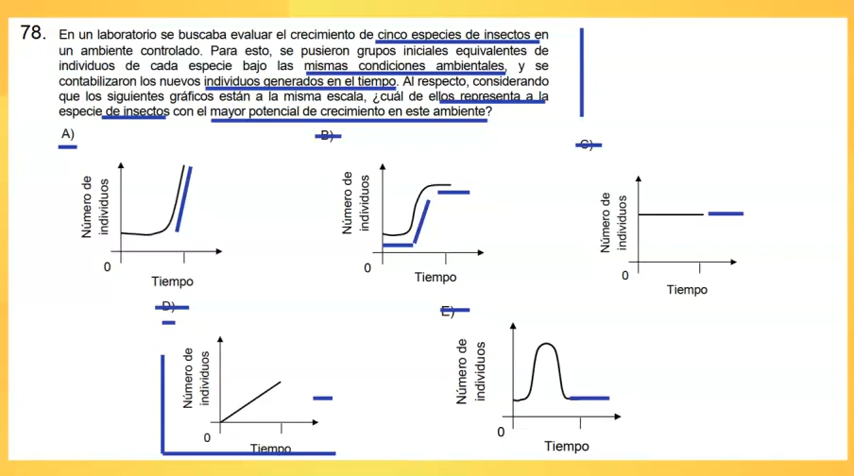 78. En un laboratorio se buscaba evaluar el crecimiento de cinco especies de insectos en
un ambiente controlado. Para esto, se pusieron grupos iniciales equivalentes de
individuos de cada especie bajo las mismas condiciones ambientales, y se
contabilizaron los nuevos individuos generados en el tiempo. Al respecto, considerando
que los siguientes gráficos están a la misma escala, ¿cuál de ellos representa a la
especie de insectos con el mayor potencial de crecimiento en este ambiente?
A)
B)
C)
Número de
individuos
0
Tiempo
Número de
individuos
0
Tiempo
Número de
individuos
0
Tiempo
D)
E)
Número de
individuos
0
Tiempo
Número de
individuos
0
Tiempo